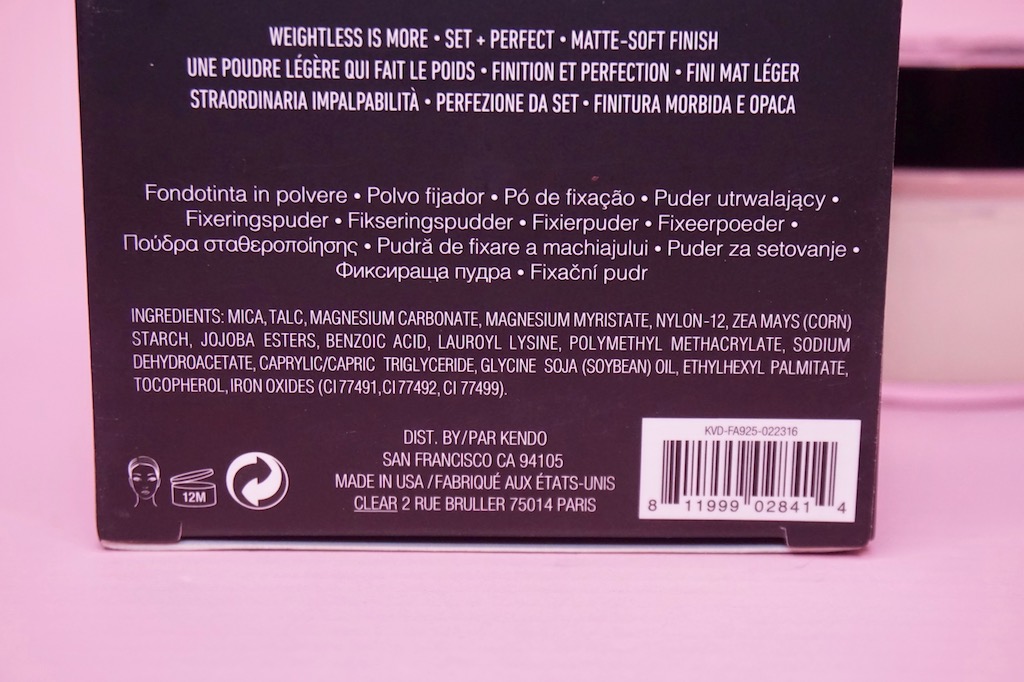 WEIGHTLESS IS MORE • SET + PERFECT • MATTE-SOFT FINISH
UNE POUDRE LÉGÈRE QUI FAIT LE POIDS • FINITION ET PERFECTION • FINI MAT LÉGER
STRAORDINARIA IMPALPABILITÀ • PERFEZIONE DA SET • FINITURA MORBIDA E OPACA
Fondotinta in polvere • Polvo fijador • Pó de fixação • Puder utrwalający •
Fixeringspuder • Fikseringspudder • Fixierpuder • Fixeerpoeder •
Πούδρα σταθεροποίησης • Pudră de fixare a machiajului • Puder za setovanje •
Фиксираща пудра • Fixační pudr
INGREDIENTS: MICA, TALC, MAGNESIUM CARBONATE, MAGNESIUM MYRISTATE, NYLON-12, ZEA MAYS (CORN)
STARCH, JOJOBA ESTERS, BENZOIC ACID, LAUROYL LYSINE, POLYMETHYL METHACRYLATE, SODIUM
DEHYDROACETATE, CAPRYLIC/CAPRIC TRIGLYCERIDE, GLYCINE SOJA (SOYBEAN) OIL, ETHYLHEXYL PALMITATE,
TOCOPHEROL, IRON OXIDES (CI 77491, CI 77492, CI 77499).
DIST. BY/PAR KENDO
SAN FRANCISCO CA 94105
MADE IN USA / FABRIQUÉ AUX ÉTATS-UNIS
CLEAR 2 RUE BRULLER 75014 PARIS
12M
KVD-FA925-022316
8 11999 02841 4